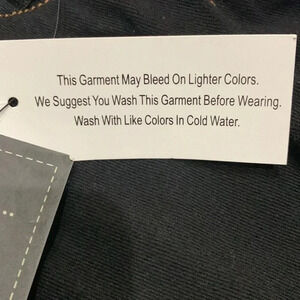 This Garment May Bleed On Lighter Colors.
We Suggest You Wash This Garment Before Wearing.
Wash With Like Colors In Cold Water.